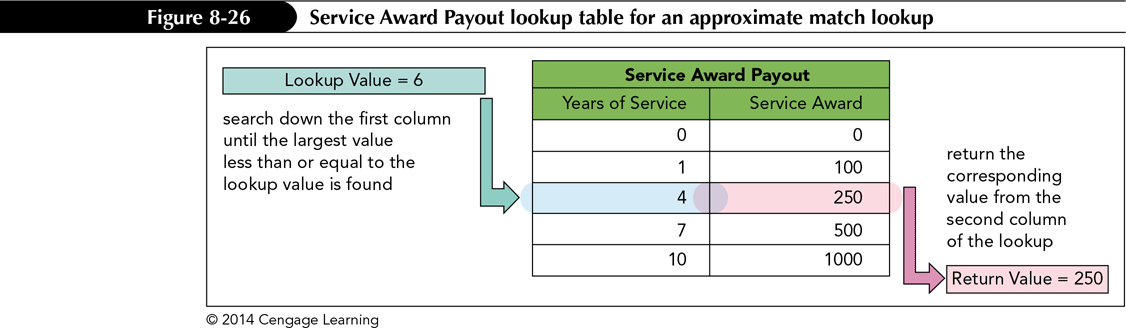 Figure 8-26 Service Award Payout lookup table for an approximate match lookup
Lookup Value = 6
search down the first column
until the largest value
less than or equal to the
lookup value is found
Service Award Payout
Years of Service Service Award
0 0
1 100
4 250
7 500
10 1000
return the
corresponding
value from the
second column
of the lookup
Return Value = 250
© 2014 Cengage Learning